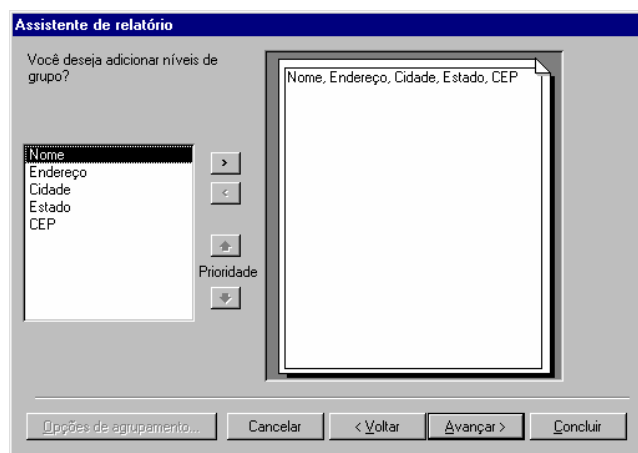 Assistente de relatório
Você deseja adicionar níveis de
grupo?
Nome, Endereço, Cidade, Estado, CEP
Nome
Endereço
Cidade
Estado
CEP
>
<
Prioridade
Opções de agrupamento...
Cancelar
< Voltar
Avançar >
Concluir